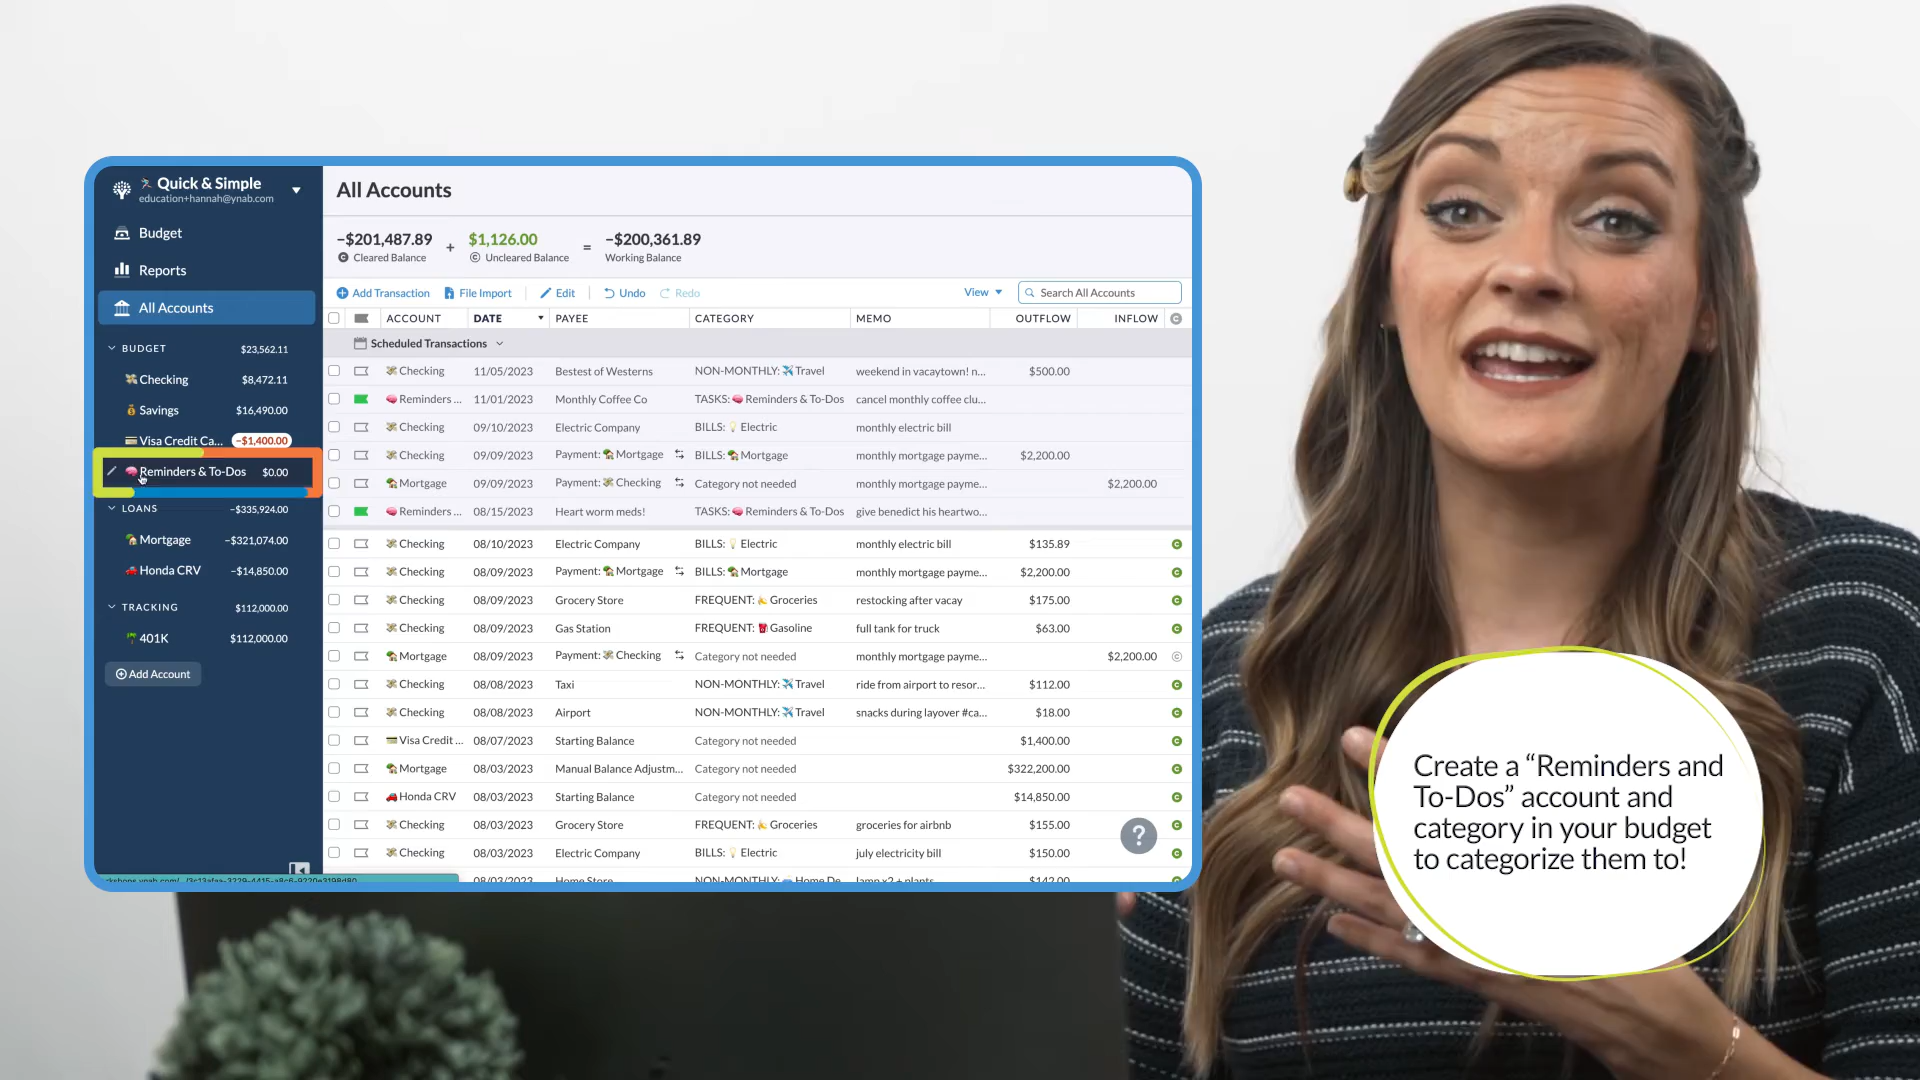 Quick & Simple
education+hannah@ynab.com
Budget
Reports
All Accounts
BUDGET $23,562.11
Checking $8,472.11
Savings $16,490.00
Visa Credit Ca... −$1,400.00
Reminders & To-Dos $0.00
LOANS −$335,924.00
Mortgage −$321,074.00
Honda CRV −$14,850.00
TRACKING $112,000.00
401K $112,000.00
Add Account
All Accounts
−$201,487.89 + $1,126.00 = −$200,361.89
Cleared Balance Uncleared Balance Working Balance
Add Transaction File Import Edit Undo Redo View Search All Accounts
ACCOUNT DATE PAYEE CATEGORY MEMO OUTFLOW INFLOW
Scheduled Transactions
Checking 11/05/2023 Bestest of Westerns NON-MONTHLY: Travel weekend in vacaytown! n... $500.00
Reminders ... 11/01/2023 Monthly Coffee Co TASKS: Reminders & To-Dos cancel monthly coffee clu...
Checking 09/10/2023 Electric Company BILLS: Electric monthly electric bill
Checking 09/09/2023 Payment: Mortgage BILLS: Mortgage monthly mortgage payme... $2,200.00
Mortgage 09/09/2023 Payment: Checking Category not needed monthly mortgage payme... $2,200.00
Reminders ... 08/15/2023 Heart worm meds! TASKS: Reminders & To-Dos give benedict his heartwo...
Checking 08/10/2023 Electric Company BILLS: Electric monthly electric bill $135.89
Checking 08/09/2023 Payment: Mortgage BILLS: Mortgage monthly mortgage payme... $2,200.00
Checking 08/09/2023 Grocery Store FREQUENT: Groceries restocking after vacay $175.00
Checking 08/09/2023 Gas Station FREQUENT: Gasoline full tank for truck $63.00
Mortgage 08/09/2023 Payment: Checking Category not needed monthly mortgage payme... $2,200.00
Checking 08/08/2023 Taxi NON-MONTHLY: Travel ride from airport to resor... $112.00
Checking 08/08/2023 Airport NON-MONTHLY: Travel snacks during layover #ca... $18.00
Visa Credit ... 08/07/2023 Starting Balance Category not needed $1,400.00
Mortgage 08/03/2023 Manual Balance Adjustm... Category not needed $322,200.00
Honda CRV 08/03/2023 Starting Balance Category not needed $14,850.00
Checking 08/03/2023 Grocery Store FREQUENT: Groceries groceries for airbnb $155.00
Checking 08/03/2023 Electric Company BILLS: Electric july electricity bill $150.00
Checking 08/03/2023 Home Store NON-MONTHLY: Home De... lamp x2 + plants $142.00
?
Create a “Reminders and
To-Dos” account and
category in your budget
to categorize them to!